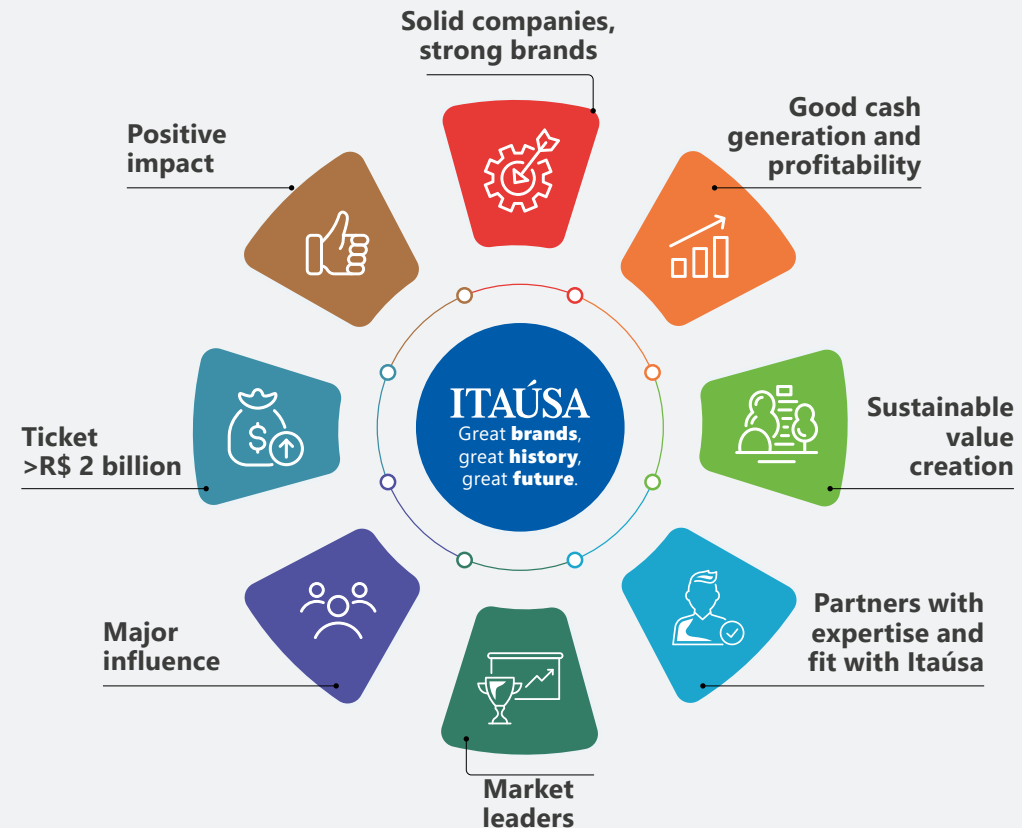 Solid companies,
strong brands
Good cash
generation and
profitability
Sustainable
value
creation
Partners with
expertise and
fit with Itaúsa
Market
leaders
Major
influence
Ticket
>R$ 2 billion
Positive
impact
ITAÚSA
Great brands,
great history,
great future.
$